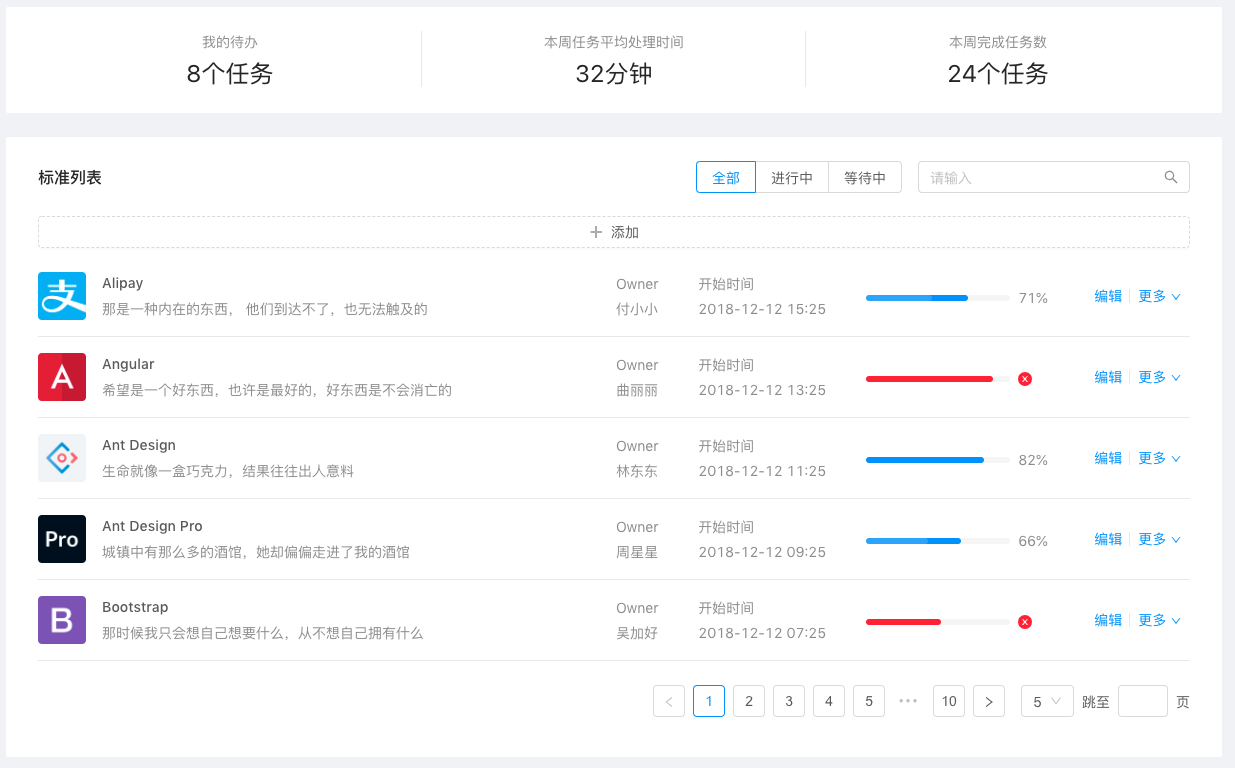 我的待办
8个任务
本周任务平均处理时间
32分钟
本周完成任务数
24个任务
标准列表
全部 进行中 等待中 请输入
添加
Alipay
那是一种内在的东西， 他们到达不了，也无法触及的
Owner
付小小
开始时间
2018-12-12 15:25
71%
编辑 更多
A
Angular
希望是一个好东西，也许是最好的，好东西是不会消亡的
Owner
曲丽丽
开始时间
2018-12-12 13:25
编辑 更多
Ant Design
生命就像一盒巧克力，结果往往出人意料
Owner
林东东
开始时间
2018-12-12 11:25
82%
编辑 更多
Pro
Ant Design Pro
城镇中有那么多的酒馆，她却偏偏走进了我的酒馆
Owner
周星星
开始时间
2018-12-12 09:25
66%
编辑 更多
B
Bootstrap
那时候我只会想自己想要什么，从不想自己拥有什么
Owner
吴加好
开始时间
2018-12-12 07:25
编辑 更多
1 2 3 4 5 ••• 10 5 跳至 页